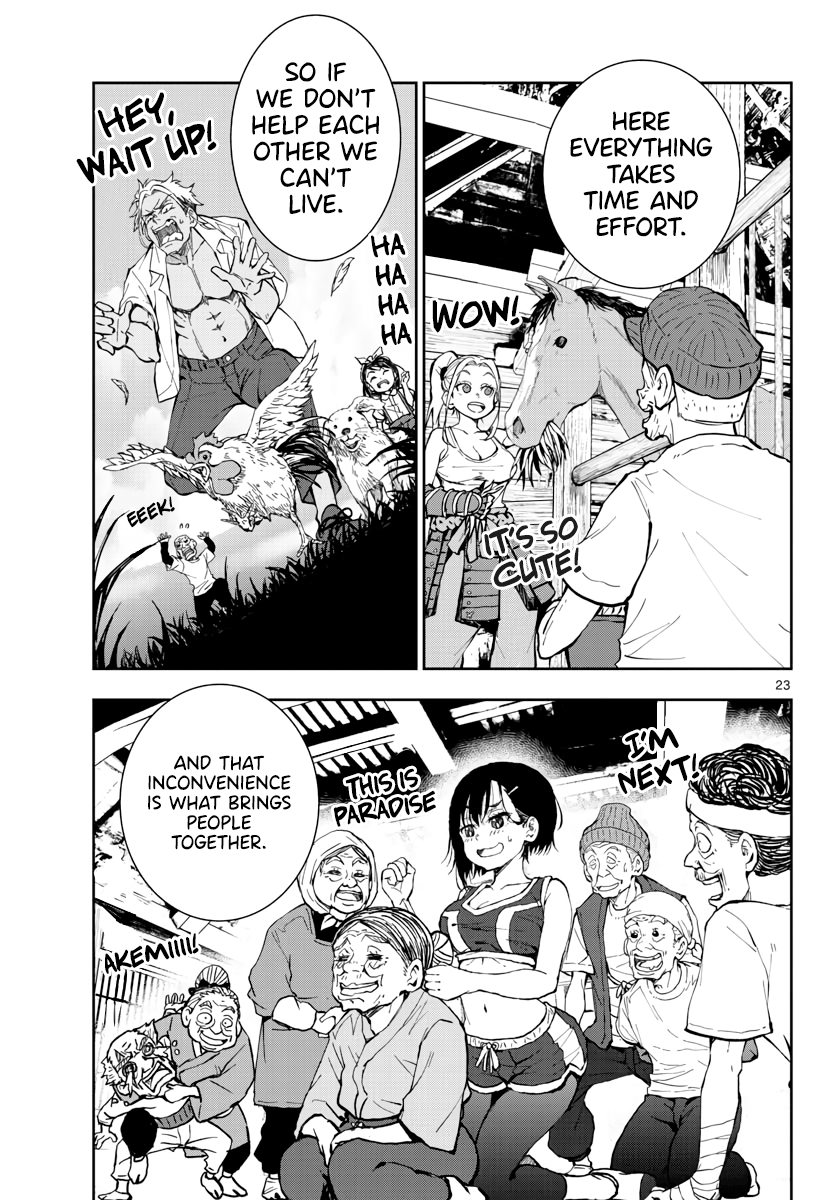 HERE
EVERYTHING
TAKES
TIME AND
EFFORT.
WOW!
IT'S SO
CUTE!
SO IF
WE DON'T
HELP EACH
OTHER WE
CAN'T
LIVE.
HEY,
WAIT UP!
HA
HA
HA
HA
EEEK!
23
I'M
NEXT!
THIS IS
PARADISE
AND THAT
INCONVENIENCE
IS WHAT BRINGS
PEOPLE
TOGETHER.
AKEMIIII!